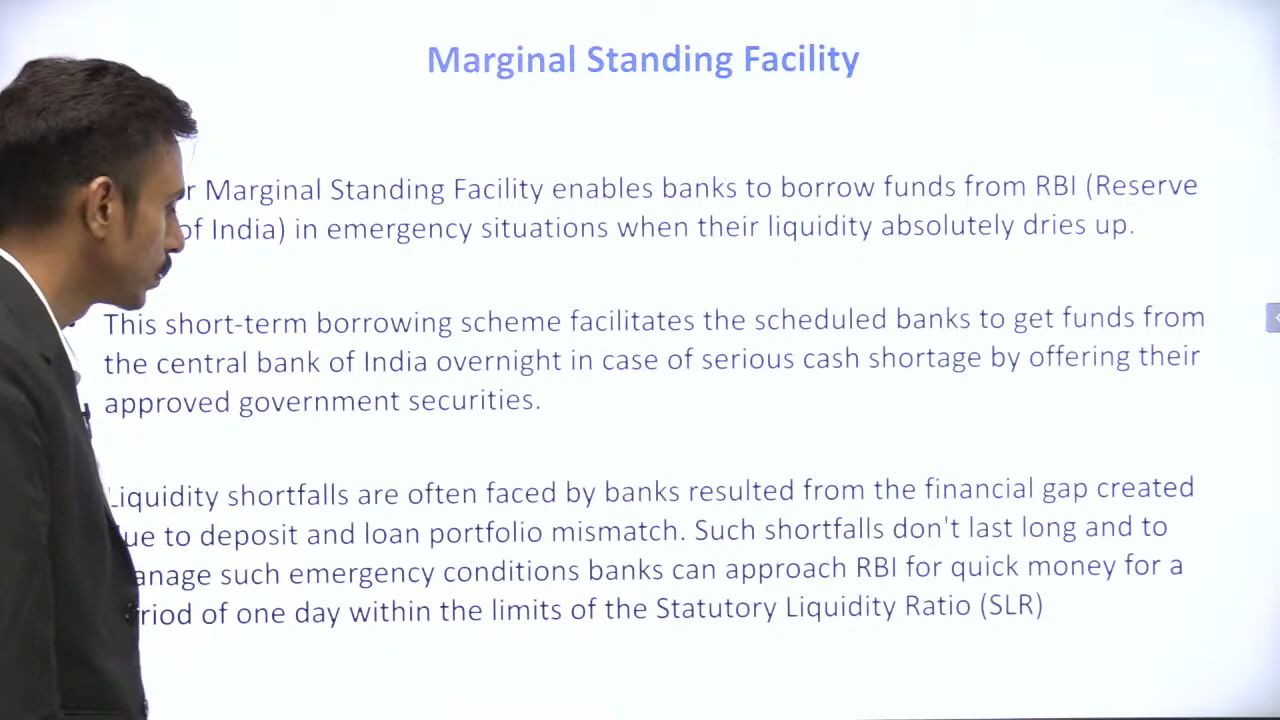 Marginal Standing Facility
r Marginal Standing Facility enables banks to borrow funds from RBI (Reserve
of India) in emergency situations when their liquidity absolutely dries up.
This short-term borrowing scheme facilitates the scheduled banks to get funds from
the central bank of India overnight in case of serious cash shortage by offering their
approved government securities.
Liquidity shortfalls are often faced by banks resulted from the financial gap created
ue to deposit and loan portfolio mismatch. Such shortfalls don't last long and to
anage such emergency conditions banks can approach RBI for quick money for a
riod of one day within the limits of the Statutory Liquidity Ratio (SLR)